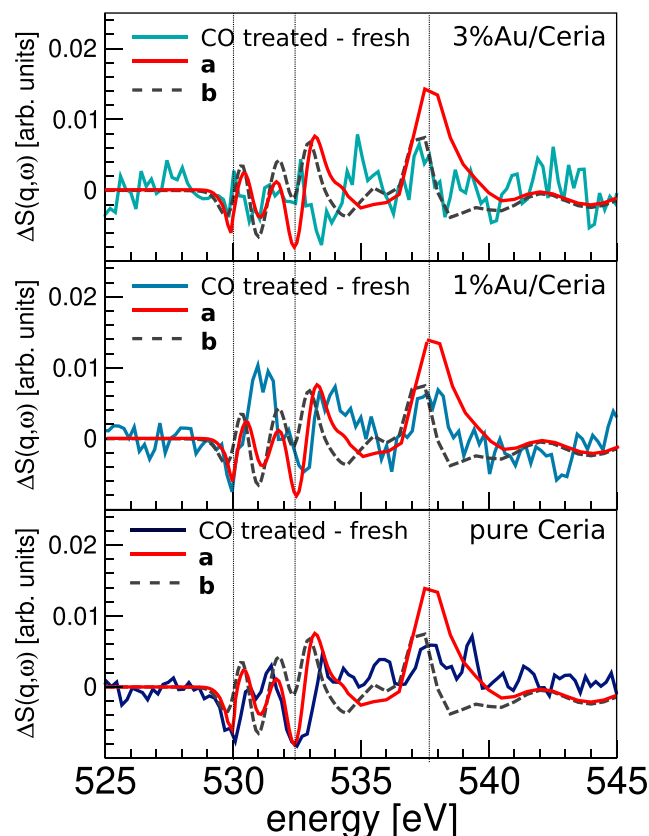 0.02
0.01
0
ΔS(q,ω) [arb. units]
CO treated - fresh
a
b
3%Au/Ceria
0.02
0.01
0
ΔS(q,ω) [arb. units]
CO treated - fresh
a
b
1%Au/Ceria
0.02
0.01
0
ΔS(q,ω) [arb. units]
CO treated - fresh
a
b
pure Ceria
525 530 535 540 545
energy [eV]